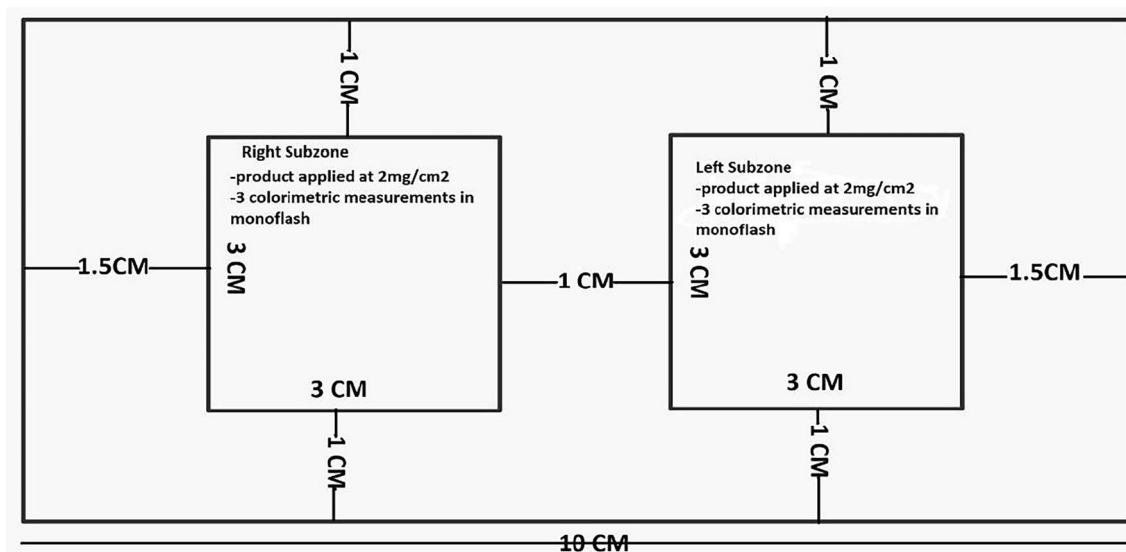 1 CM
1 CM
Right Subzone
-product applied at 2mg/cm2
-3 colorimetric measurements in
monoflash
Left Subzone
-product applied at 2mg/cm2
-3 colorimetric measurements in
monoflash
1.5CM
3 CM
1 CM
3 CM
1.5CM
3 CM
3 CM
1 CM
1 CM
10 CM